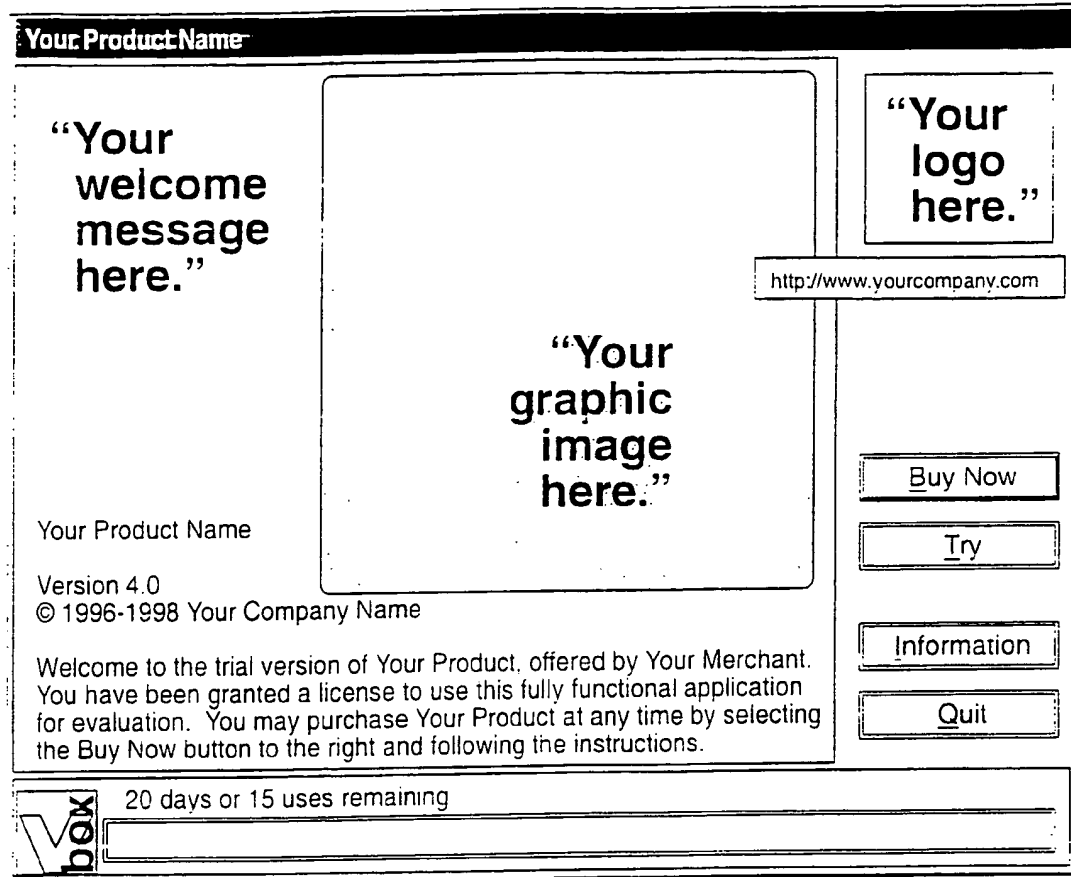 Your Product Name
“Your
welcome
message
here.”
“Your
graphic
image
here.”
“Your
logo
here.”
http://www.yourcompany.com
Buy Now
Try
Information
Quit
Your Product Name
Version 4.0
© 1996-1998 Your Company Name
Welcome to the trial version of Your Product, offered by Your Merchant.
You have been granted a license to use this fully functional application
for evaluation. You may purchase Your Product at any time by selecting
the Buy Now button to the right and following the instructions.
20 days or 15 uses remaining
Vbox